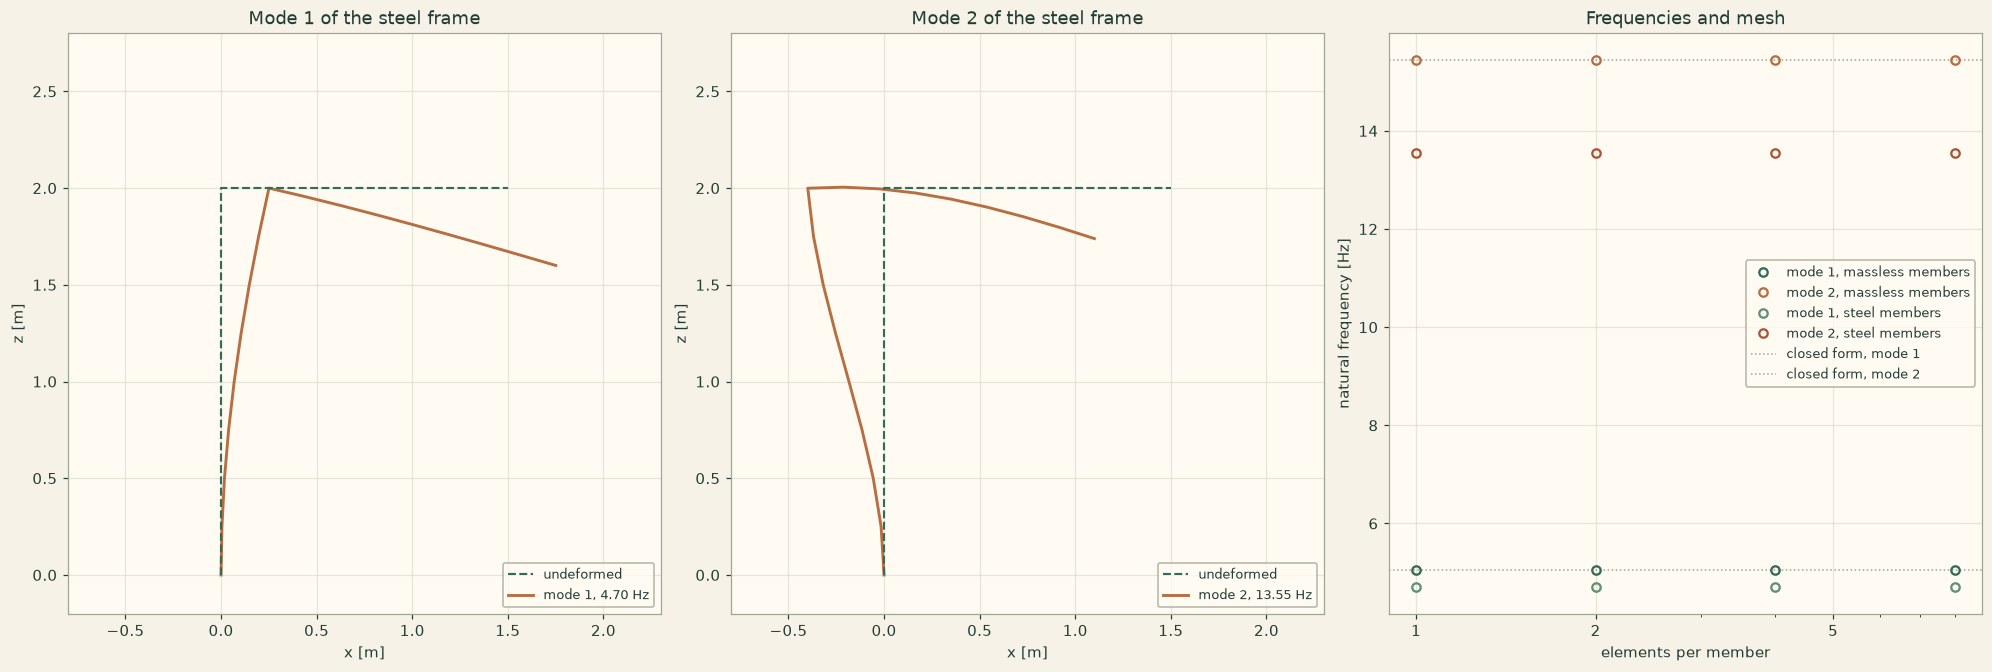 Mode 1 of the steel frame
z [m]
2.5
2.0
1.5
1.0
0.5
0.0
−0.5 0.0 0.5 1.0 1.5 2.0
x [m]
undeformed
mode 1, 4.70 Hz
Mode 2 of the steel frame
z [m]
2.5
2.0
1.5
1.0
0.5
0.0
−0.5 0.0 0.5 1.0 1.5 2.0
x [m]
undeformed
mode 2, 13.55 Hz
Frequencies and mesh
natural frequency [Hz]
14
12
10
8
6
1 2 5
elements per member
mode 1, massless members
mode 2, massless members
mode 1, steel members
mode 2, steel members
closed form, mode 1
closed form, mode 2